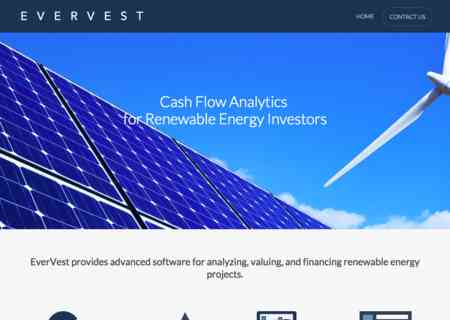 EVERVEST
HOME
CONTACT US
Cash Flow Analytics
for Renewable Energy Investors
EverVest provides advanced software for analyzing, valuing, and financing renewable energy
projects.